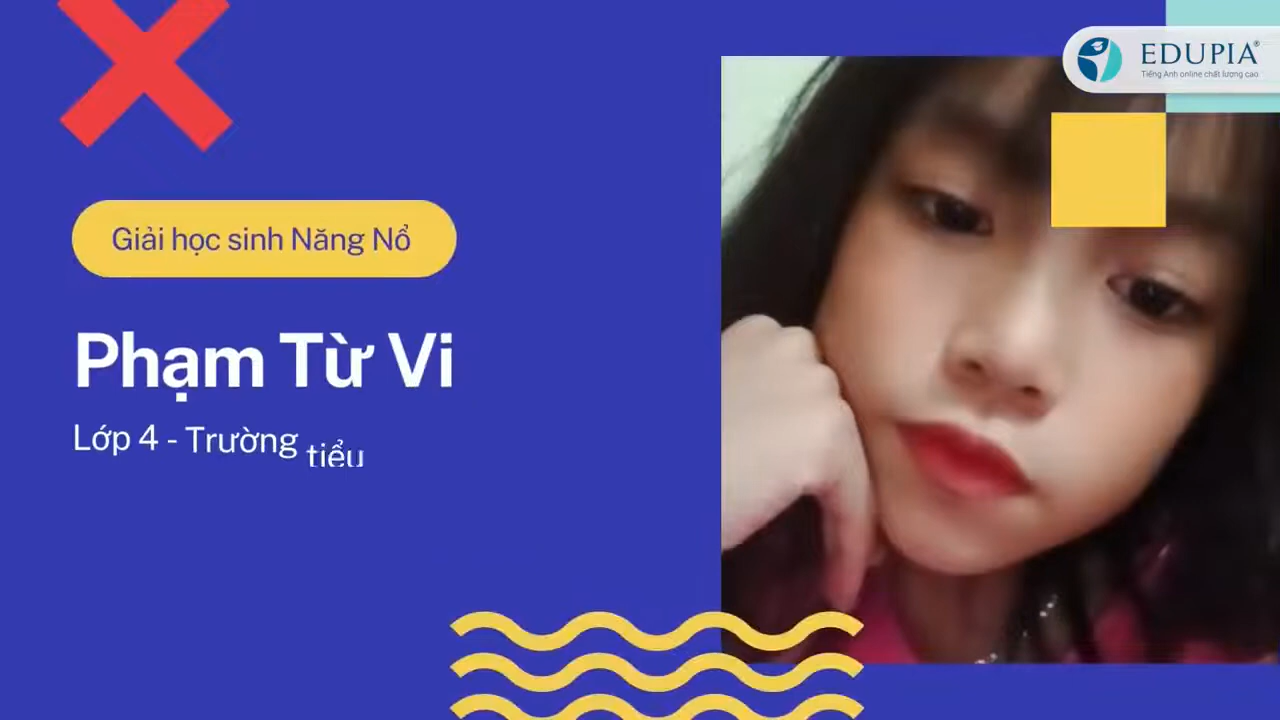 EDUPIA®
Tiếng Anh online chất lượng cao
Giải học sinh Năng Nổ
Phạm Từ Vi
Lớp 4 - Trường tiểu